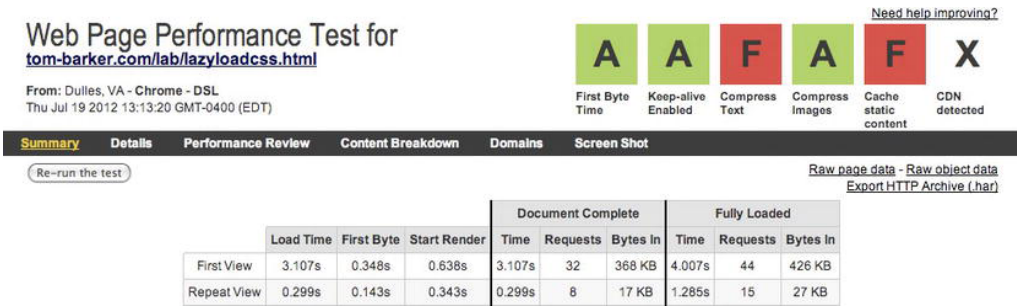 Need help improving?
Web Page Performance Test for
tom-barker.com/lab/lazyloadcss.html
From: Dulles, VA - Chrome - DSL
Thu Jul 19 2012 13:13:20 GMT-0400 (EDT)
A A F A F X
First Byte Time Keep-alive Enabled Compress Text Compress Images Cache static content CDN detected
Summary Details Performance Review Content Breakdown Domains Screen Shot
Re-run the test
Raw page data - Raw object data
Export HTTP Archive (.har)
Document Complete Fully Loaded
Load Time First Byte Start Render Time Requests Bytes In Time Requests Bytes In
First View 3.107s 0.348s 0.638s 3.107s 32 368 KB 4.007s 44 426 KB
Repeat View 0.299s 0.143s 0.343s 0.299s 8 17 KB 1.285s 15 27 KB